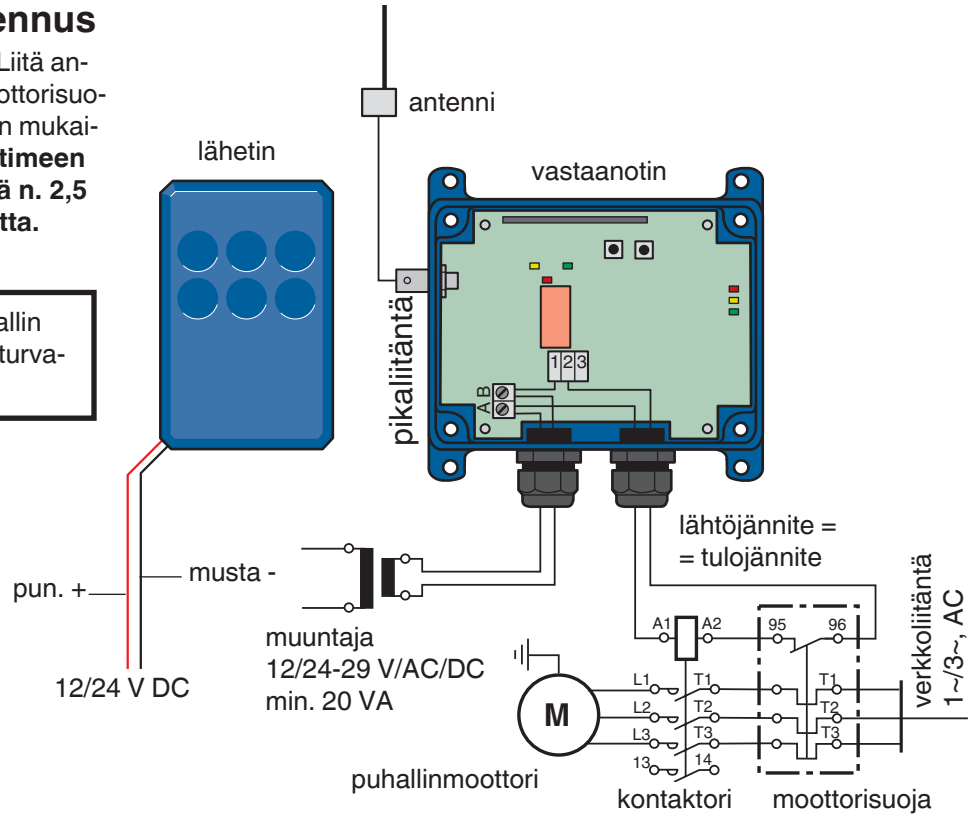 ennus
Liitä an-
ottorisuo-
n mukai-
timeen
ä n. 2,5
tta.
allin
turva-
antenni
lähetin
vastaanotin
pikaliitäntä
1 2 3
A B
lähtöjännite =
= tulojännite
pun. +
musta -
12/24 V DC
muuntaja
12/24-29 V/AC/DC
min. 20 VA
A1 A2 95 96
L1 T1 T1
L2 T2 T2
L3 T3 T3
13 14
M
verkkoliitäntä
1~/3~, AC
puhallinmoottori
kontaktori
moottorisuoja